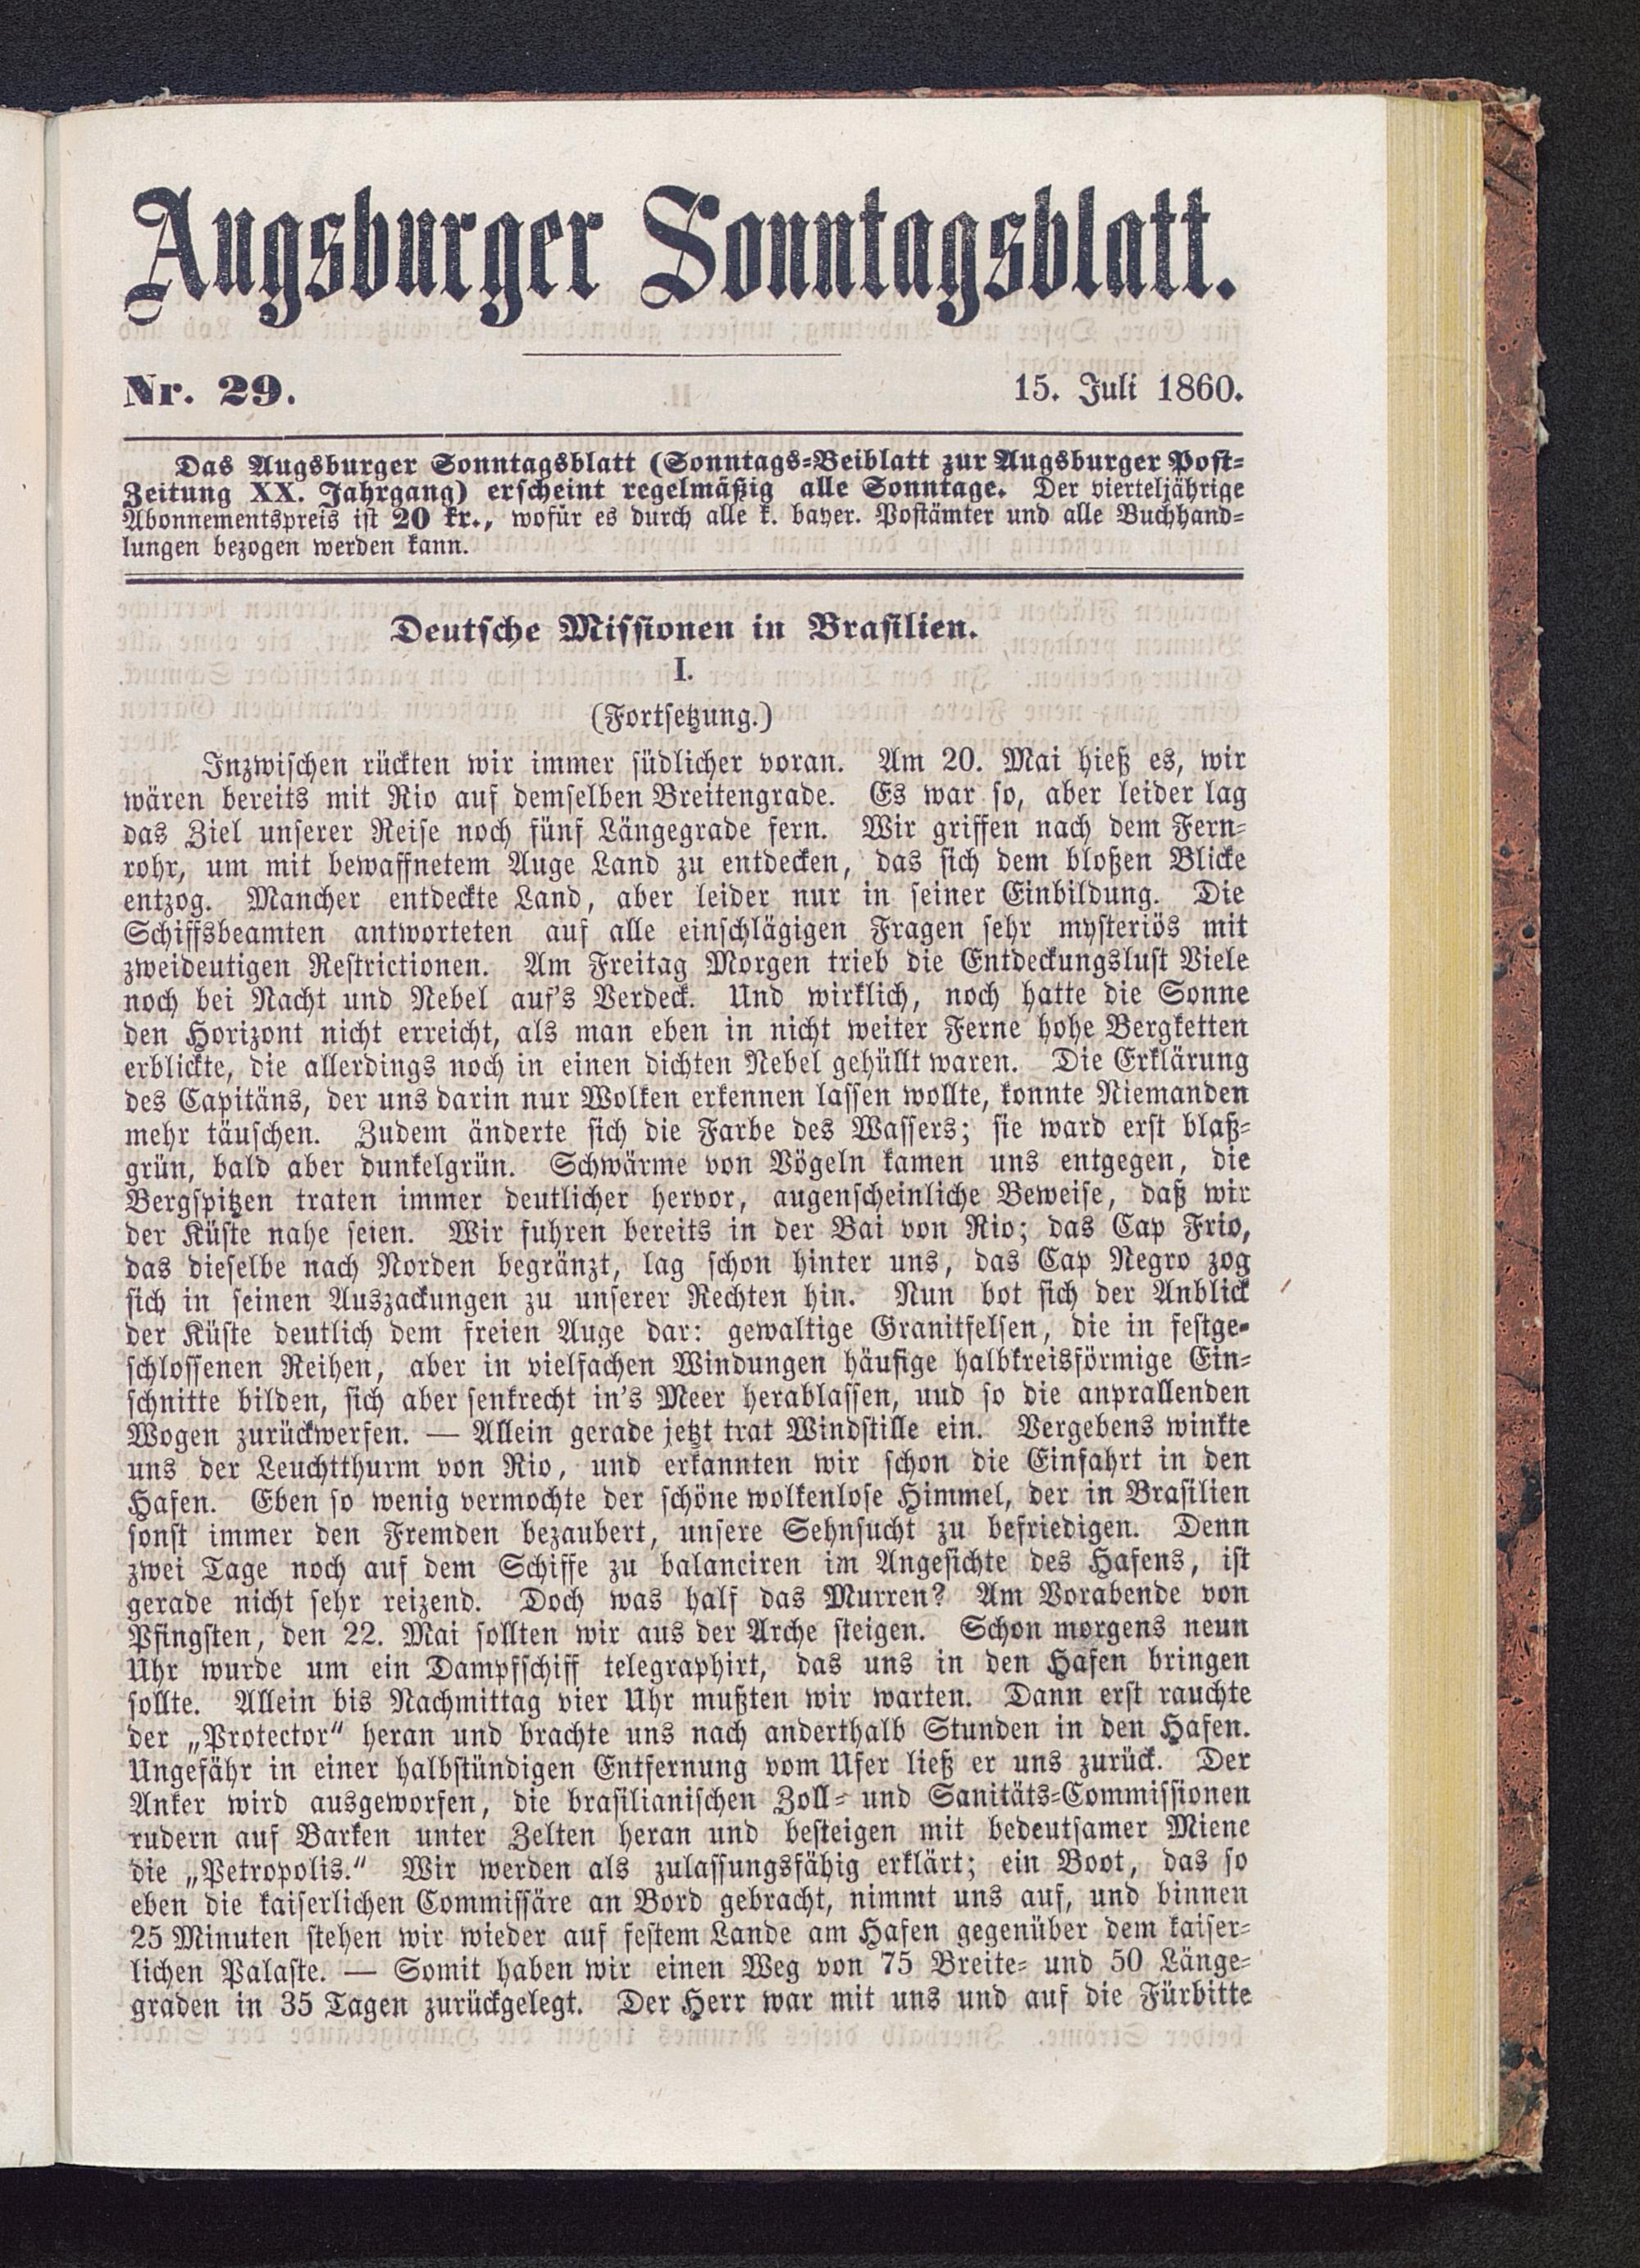 Augsburger Sonntagsblatt.
Nr. 29.
15. Juli 1860.
Das Augsburger Sonntagsblatt (Sonntags-Beiblatt zur Augsburger Post-
Zeitung XX. Jahrgang) erscheint regelmäßig alle Sonntage. Der vierteljährige
Abonnementspreis ist 20 kr., wofür es durch alle k. bayer. Postämter und alle Buchhand-
lungen bezogen werden kann.
Deutsche Missionen in Brasilien.
I.
(Fortsetzung.)
Inzwischen rückten wir immer südlicher voran. Am 20. Mai hieß es, wir
wären bereits mit Rio auf demselben Breitengrade. Es war so, aber leider lag
das Ziel unserer Reise noch fünf Längegrade fern. Wir griffen nach dem Fern-
rohr, um mit bewaffnetem Auge Land zu entdecken, das sich dem bloßen Blicke
entzog. Mancher entdeckte Land, aber leider nur in seiner Einbildung. Die
Schiffsbeamten antworteten auf alle einschlägigen Fragen sehr mysteriös mit
zweideutigen Restrictionen. Am Freitag Morgen trieb die Entdeckungslust Viele
noch bei Nacht und Nebel auf's Verdeck. Und wirklich, noch hatte die Sonne
den Horizont nicht erreicht, als man eben in nicht weiter Ferne hohe Bergketten
erblickte, die allerdings noch in einen dichten Nebel gehüllt waren. Die Erklärung
des Capitäns, der uns darin nur Wolken erkennen lassen wollte, konnte Niemanden
mehr täuschen. Zudem änderte sich die Farbe des Wassers; sie ward erst blaß-
grün, bald aber dunkelgrün. Schwärme von Vögeln kamen uns entgegen, die
Bergspitzen traten immer deutlicher hervor, augenscheinliche Beweise, daß wir
der Küste nahe seien. Wir fuhren bereits in der Bai von Rio; das Cap Frio,
das dieselbe nach Norden begränzt, lag schon hinter uns, das Cap Negro zog
sich in seinen Auszackungen zu unserer Rechten hin. Nun bot sich der Anblick
der Küste deutlich dem freien Auge dar: gewaltige Granitfelsen, die in festge-
schlossenen Reihen, aber in vielfachen Windungen häufige halbkreisförmige Ein-
schnitte bilden, sich aber senkrecht in's Meer herablassen, uud so die anprallenden
Wogen zurückwerfen. — Allein gerade jetzt trat Windstille ein. Vergebens winkte
uns der Leuchtthurm von Rio, und erkannten wir schon die Einfahrt in den
Hafen. Eben so wenig vermochte der schöne wolkenlose Himmel, der in Brasilien
sonst immer den Fremden bezaubert, unsere Sehnsucht zu befriedigen. Denn
zwei Tage noch auf dem Schiffe zu balanciren im Angesichte des Hafens, ist
gerade nicht sehr reizend. Doch was half das Murren? Am Vorabende von
Pfingsten, den 22. Mai sollten wir aus der Arche steigen. Schon morgens neun
Uhr wurde um ein Dampfschiff telegraphirt, das uns in den Hafen bringen
sollte. Allein bis Nachmittag vier Uhr mußten wir warten. Dann erst rauchte
der „Protector“ heran und brachte uns nach anderthalb Stunden in den Hafen.
Ungefähr in einer halbstündigen Entfernung vom Ufer ließ er uns zurück. Der
Anker wird ausgeworfen, die brasilianischen Zoll- und Sanitäts-Commissionen
rudern auf Barken unter Zelten heran und besteigen mit bedeutsamer Miene
die „Petropolis.“ Wir werden als zulassungsfähig erklärt; ein Boot, das so
eben die kaiserlichen Commissäre an Bord gebracht, nimmt uns auf, und binnen
25 Minuten stehen wir wieder auf festem Lande am Hafen gegenüber dem kaiser-
lichen Palaste. — Somit haben wir einen Weg von 75 Breite- und 50 Länge-
graden in 35 Tagen zurückgelegt. Der Herr war mit uns und auf die Fürbitte